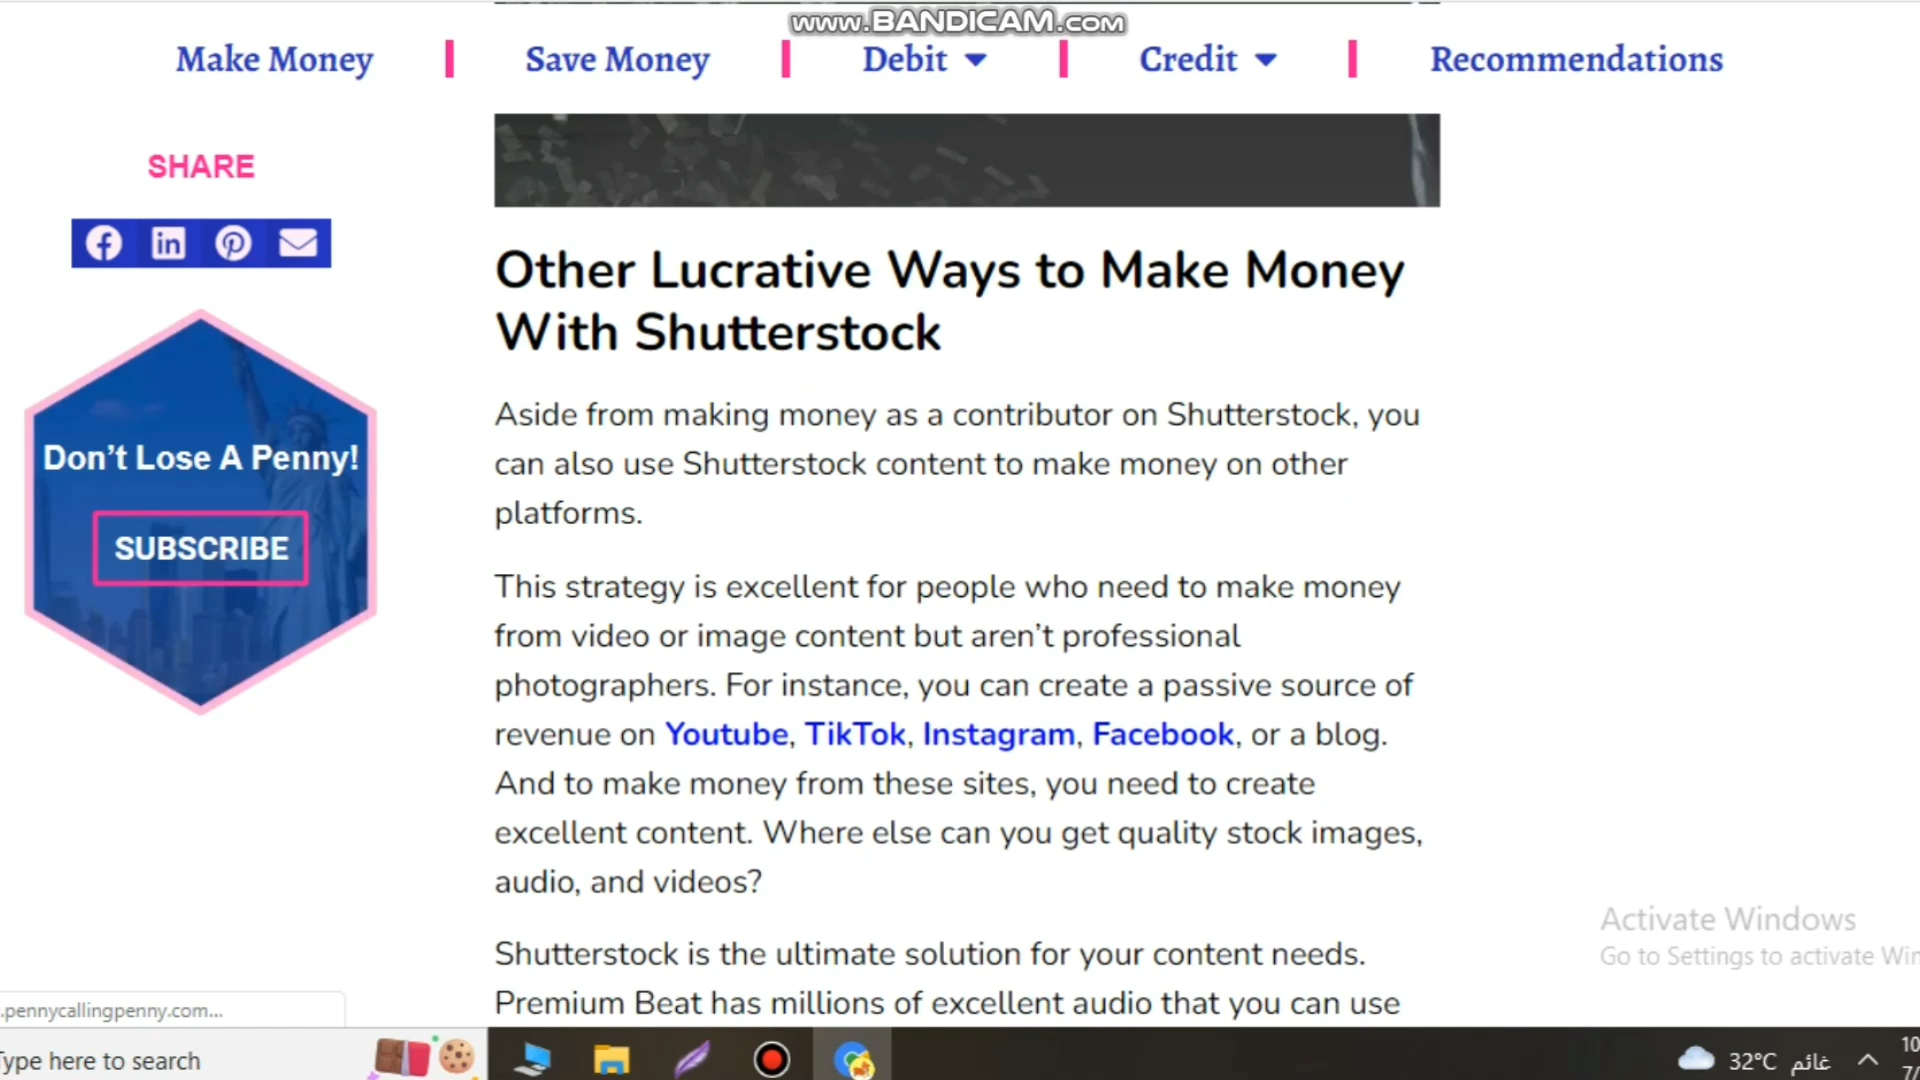 www.BANDICAM.com
Make Money Save Money Debit Credit Recommendations
SHARE
Don't Lose A Penny!
SUBSCRIBE
Other Lucrative Ways to Make Money
With Shutterstock
Aside from making money as a contributor on Shutterstock, you
can also use Shutterstock content to make money on other
platforms.
This strategy is excellent for people who need to make money
from video or image content but aren't professional
photographers. For instance, you can create a passive source of
revenue on Youtube, TikTok, Instagram, Facebook, or a blog.
And to make money from these sites, you need to create
excellent content. Where else can you get quality stock images,
audio, and videos?
Shutterstock is the ultimate solution for your content needs.
Premium Beat has millions of excellent audio that you can use
Activate Windows
Go to Settings to activate Win
.pennycallingpenny.com...
Type here to search
32°C غائم
10
7/